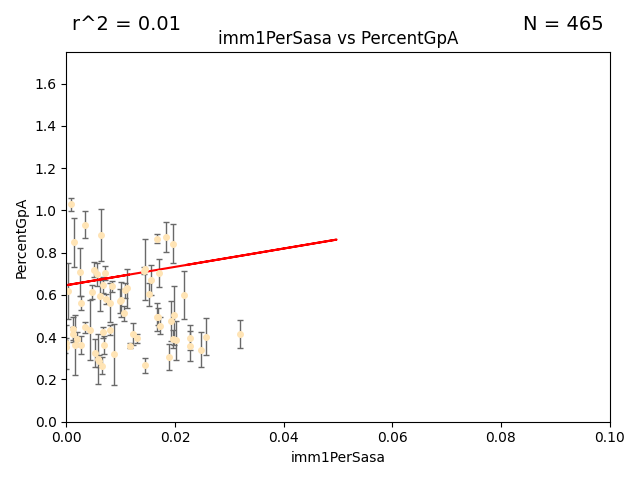 r^2 = 0.01
N = 465
imm1PerSasa vs PercentGpA
PercentGpA
1.6
1.4
1.2
1.0
0.8
0.6
0.4
0.2
0.0
0.00 0.02 0.04 0.06 0.08 0.10
imm1PerSasa